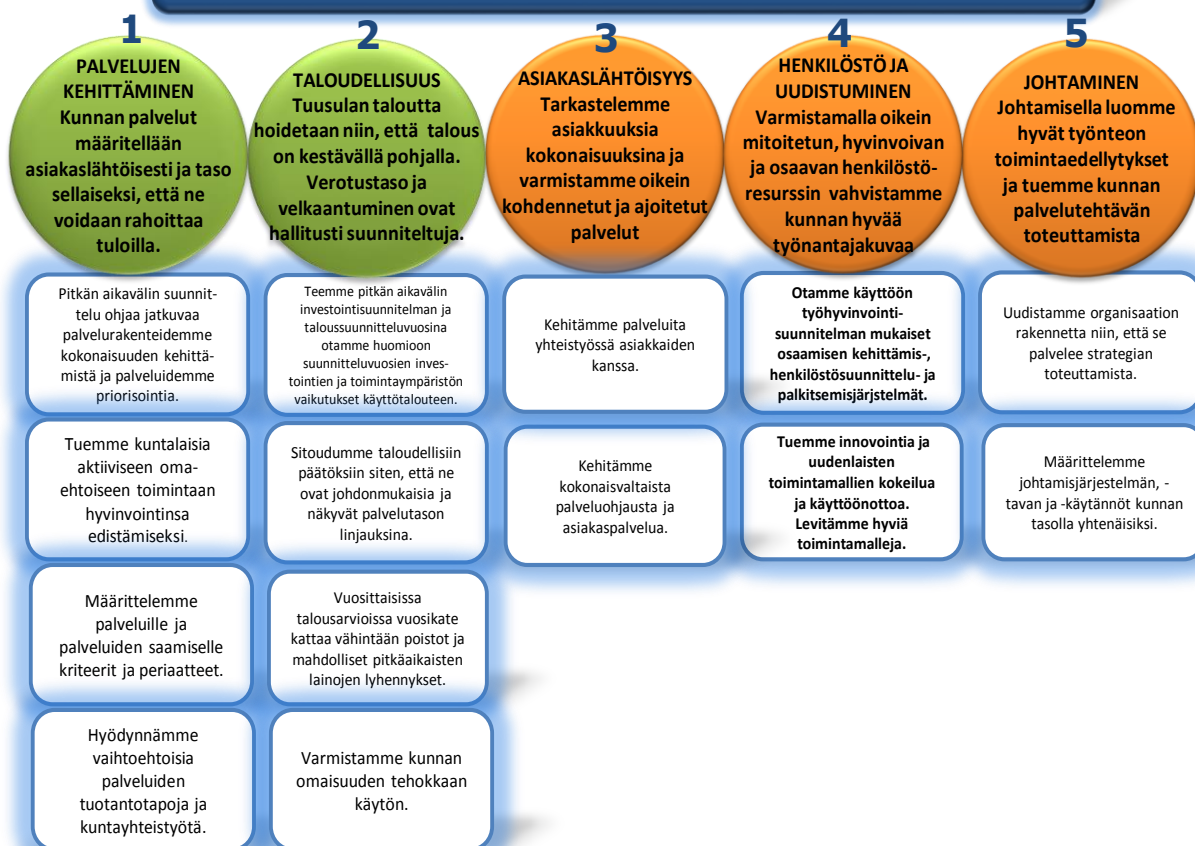 1
PALVELUJEN
KEHITTÄMINEN
Kunnan palvelut
määritellään
asiakaslähtöisesti ja taso
sellaiseksi, että ne
voidaan rahoittaa
tuloilla.
Pitkän aikavälin suunnit-
telu ohjaa jatkuvaa
palvelurakenteidemme
kokonaisuuden kehittä-
mistä ja palveluidemme
priorisointia.
Tuemme kuntalaisia
aktiiviseen oma-
ehtoiseen toimintaan
hyvinvointinsa
edistämiseksi.
Määrittelemme
palveluille ja
palveluiden saamiselle
kriteerit ja periaatteet.
Hyödynnämme
vaihtoehtoisia
palveluiden
tuotantotapoja ja
kuntayhteistyötä.
2
TALOUDELLISUUS
Tuusulan taloutta
hoidetaan niin, että talous
on kestävällä pohjalla.
Verotustaso ja
velkaantuminen ovat
hallitusti suunniteltuja.
Teemme pitkän aikavälin
investointisuunnitelman ja
taloussuunnitteluvuosina
otamme huomioon
suunnitteluvuosien inves-
tointien ja toimintaympäristön
vaikutukset käyttötalouteen.
Sitoudumme taloudellisiin
päätöksiin siten, että ne
ovat johdonmukaisia ja
näkyvät palvelutason
linjauksina.
Vuosittaisissa
talousarvioissa vuosikate
kattaa vähintään poistot ja
mahdolliset pitkäaikaisten
lainojen lyhennykset.
Varmistamme kunnan
omaisuuden tehokkaan
käytön.
3
ASIAKASLÄHTÖISYYS
Tarkastelemme
asiakkuuksia
kokonaisuuksina ja
varmistamme oikein
kohdennetut ja ajoitetut
palvelut
Kehitämme palveluita
yhteistyössä asiakkaiden
kanssa.
Kehitämme
kokonaisvaltaista
palveluohjausta ja
asiakaspalvelua.
4
HENKILÖSTÖ JA
UUDISTUMINEN
Varmistamalla oikein
mitoitetun, hyvinvoivan
ja osaavan henkilöstö-
resurssin vahvistamme
kunnan hyvää
työnantajakuvaa
Otamme käyttöön
työhyvinvointi-
suunnitelman mukaiset
osaamisen kehittämis-,
henkilöstösuunnittelu- ja
palkitsemisjärjstelmät.
Tuemme innovointia ja
uudenlaisten
toimintamallien kokeilua
ja käyttöönottoa.
Levitämme hyviä
toimintamalleja.
5
JOHTAMINEN
Johtamisella luomme
hyvät työnteon
toimintaedellytykset
ja tuemme kunnan
palvelutehtävän
toteuttamista
Uudistamme organisaation
rakennetta niin, että se
palvelee strategian
toteuttamista.
Määrittelemme
johtamisjärjestelmän, -
tavan ja -käytännöt kunnan
tasolla yhtenäisiksi.